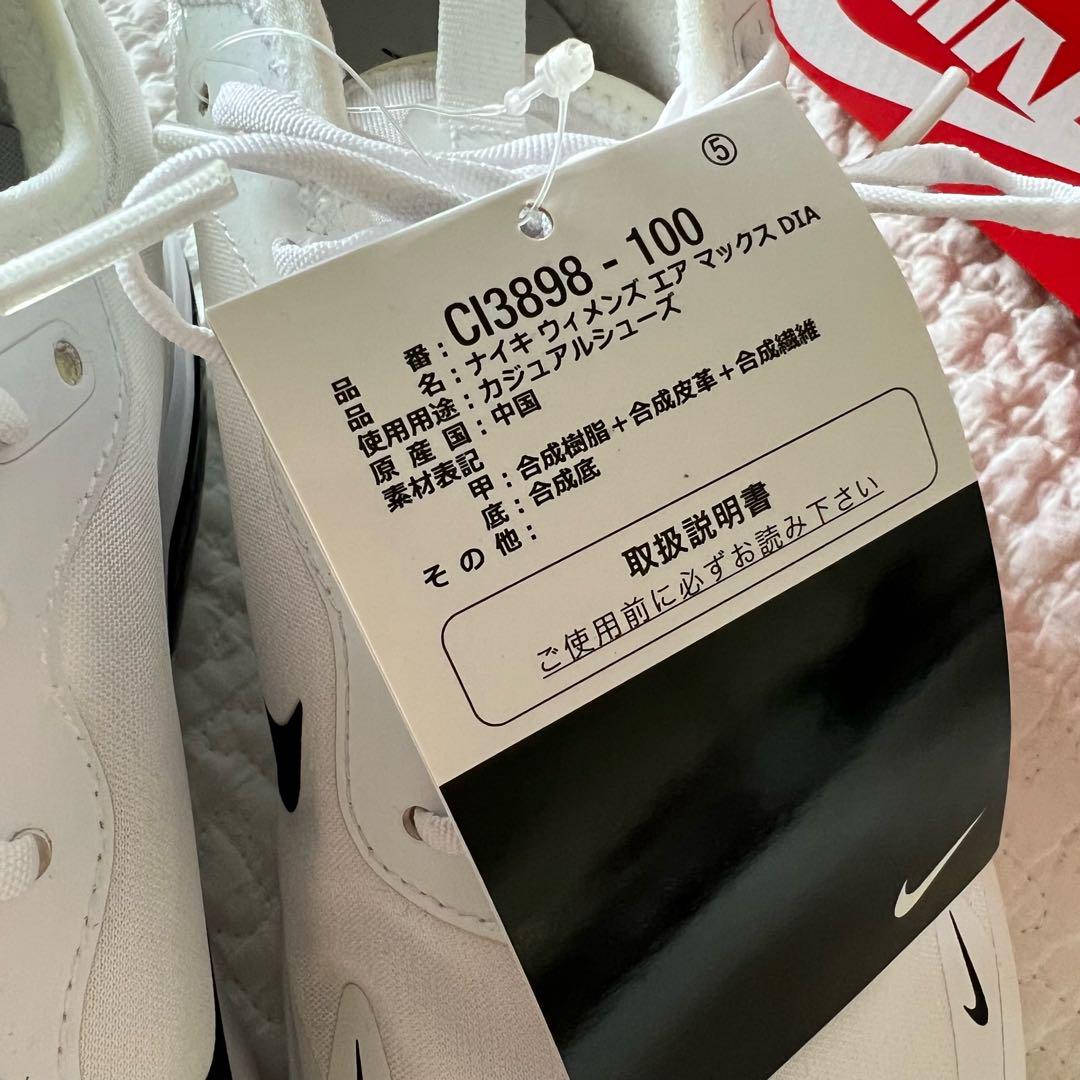 ⑤
品番：CI3898 - 100
品名：ナイキ ウィメンズ エア マックス DIA
使用用途：カジュアルシューズ
原産国：中国
素材表記
甲：合成樹脂＋合成皮革＋合成繊維
底：合成底
その他：
取扱説明書
ご使用前に必ずお読み下さい